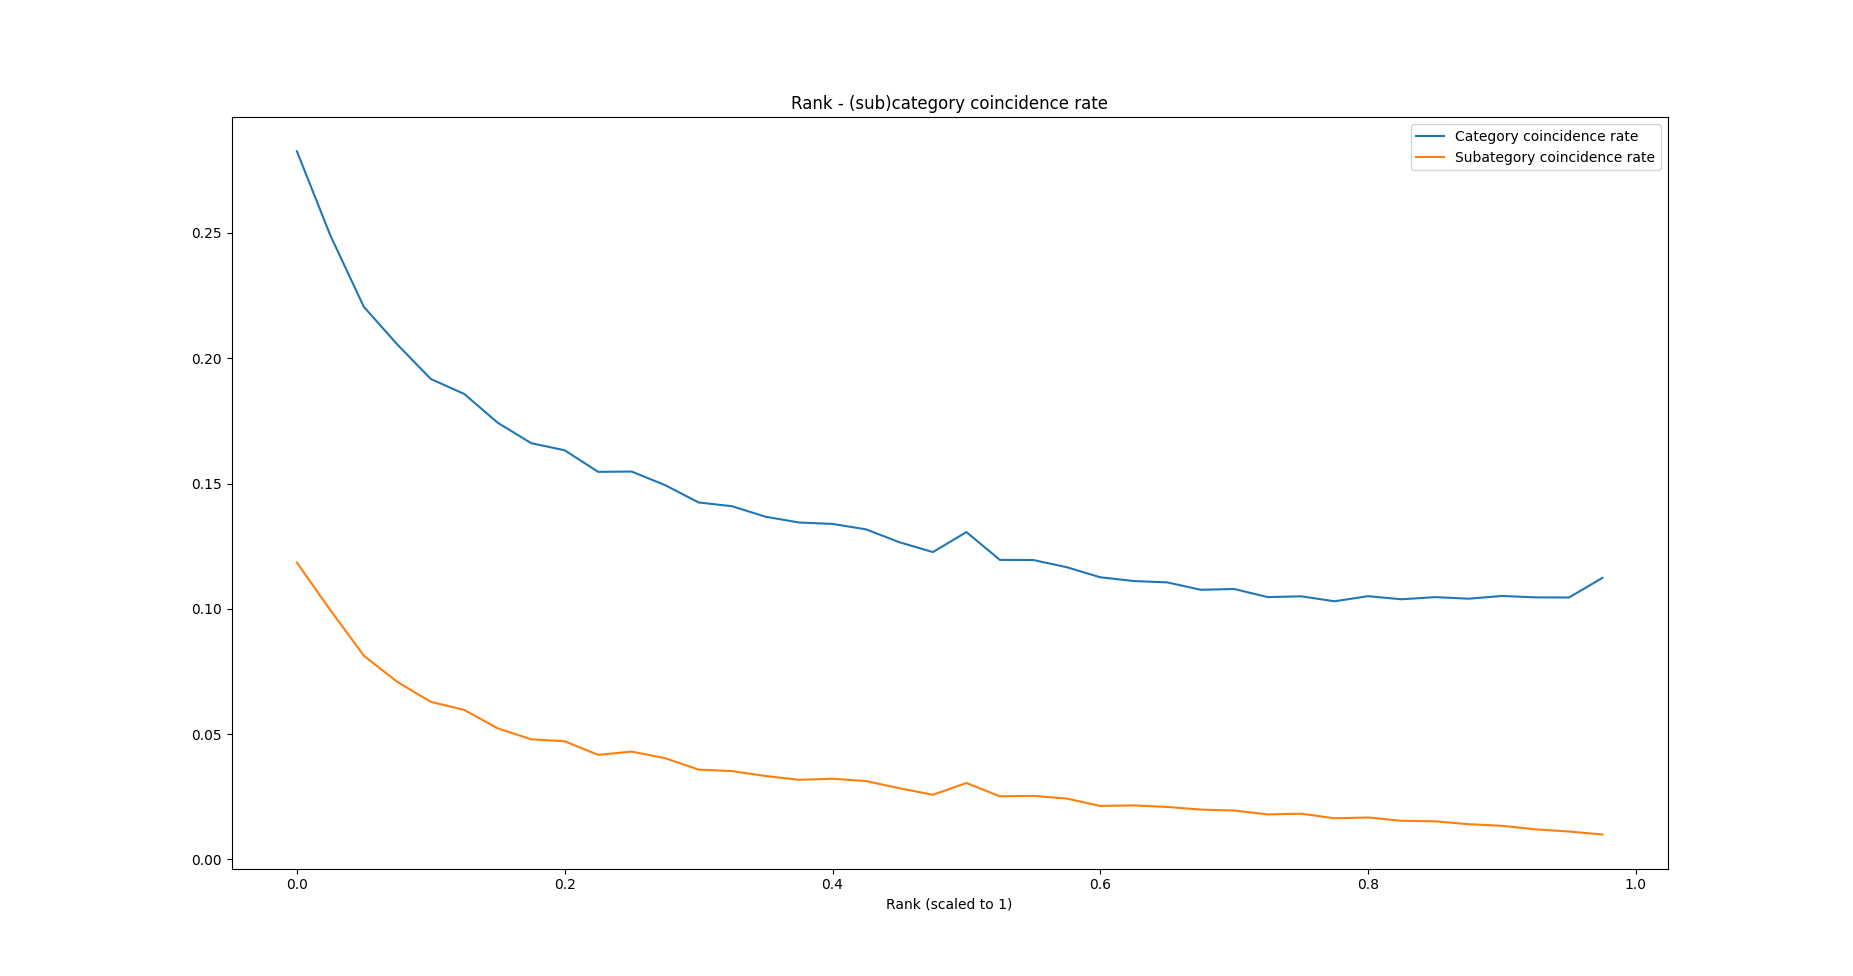 Rank - (sub)category coincidence rate
Category coincidence rate
Subategory coincidence rate
0.25
0.20
0.15
0.10
0.05
0.00
0.0 0.2 0.4 0.6 0.8 1.0
Rank (scaled to 1)